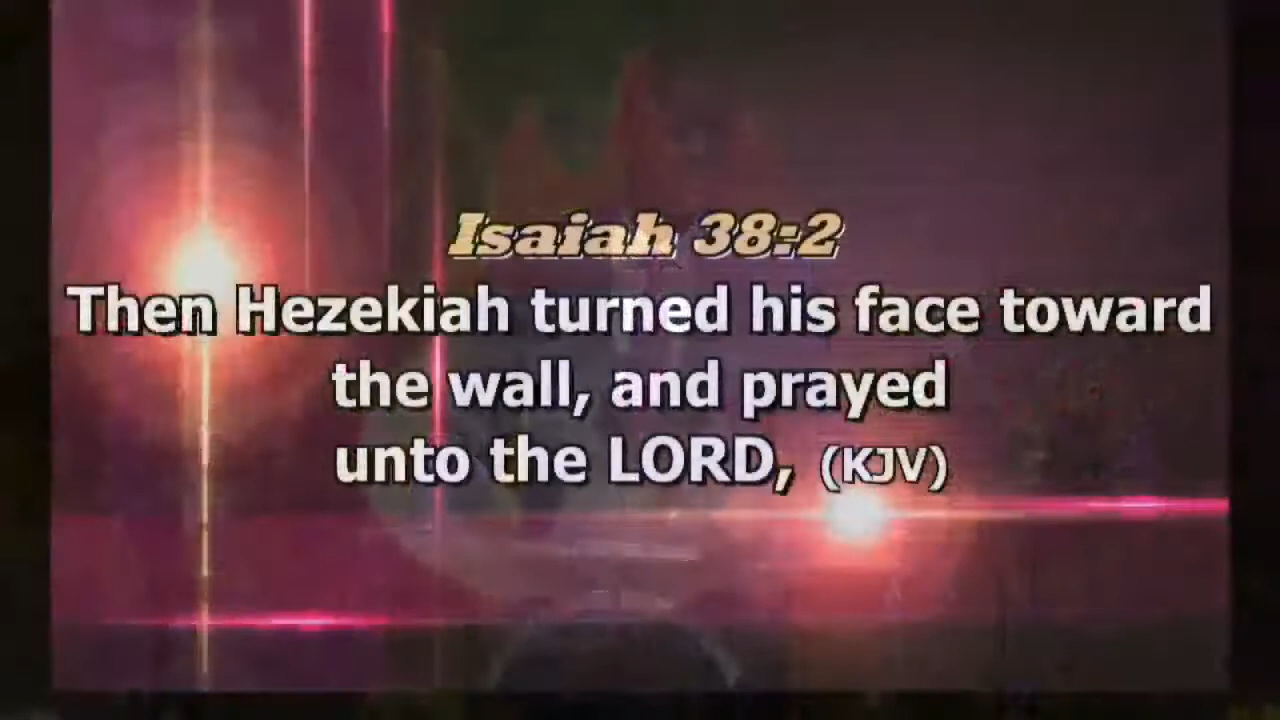 Isaiah 38:2
Then Hezekiah turned his face toward
the wall, and prayed
unto the LORD, (KJV)